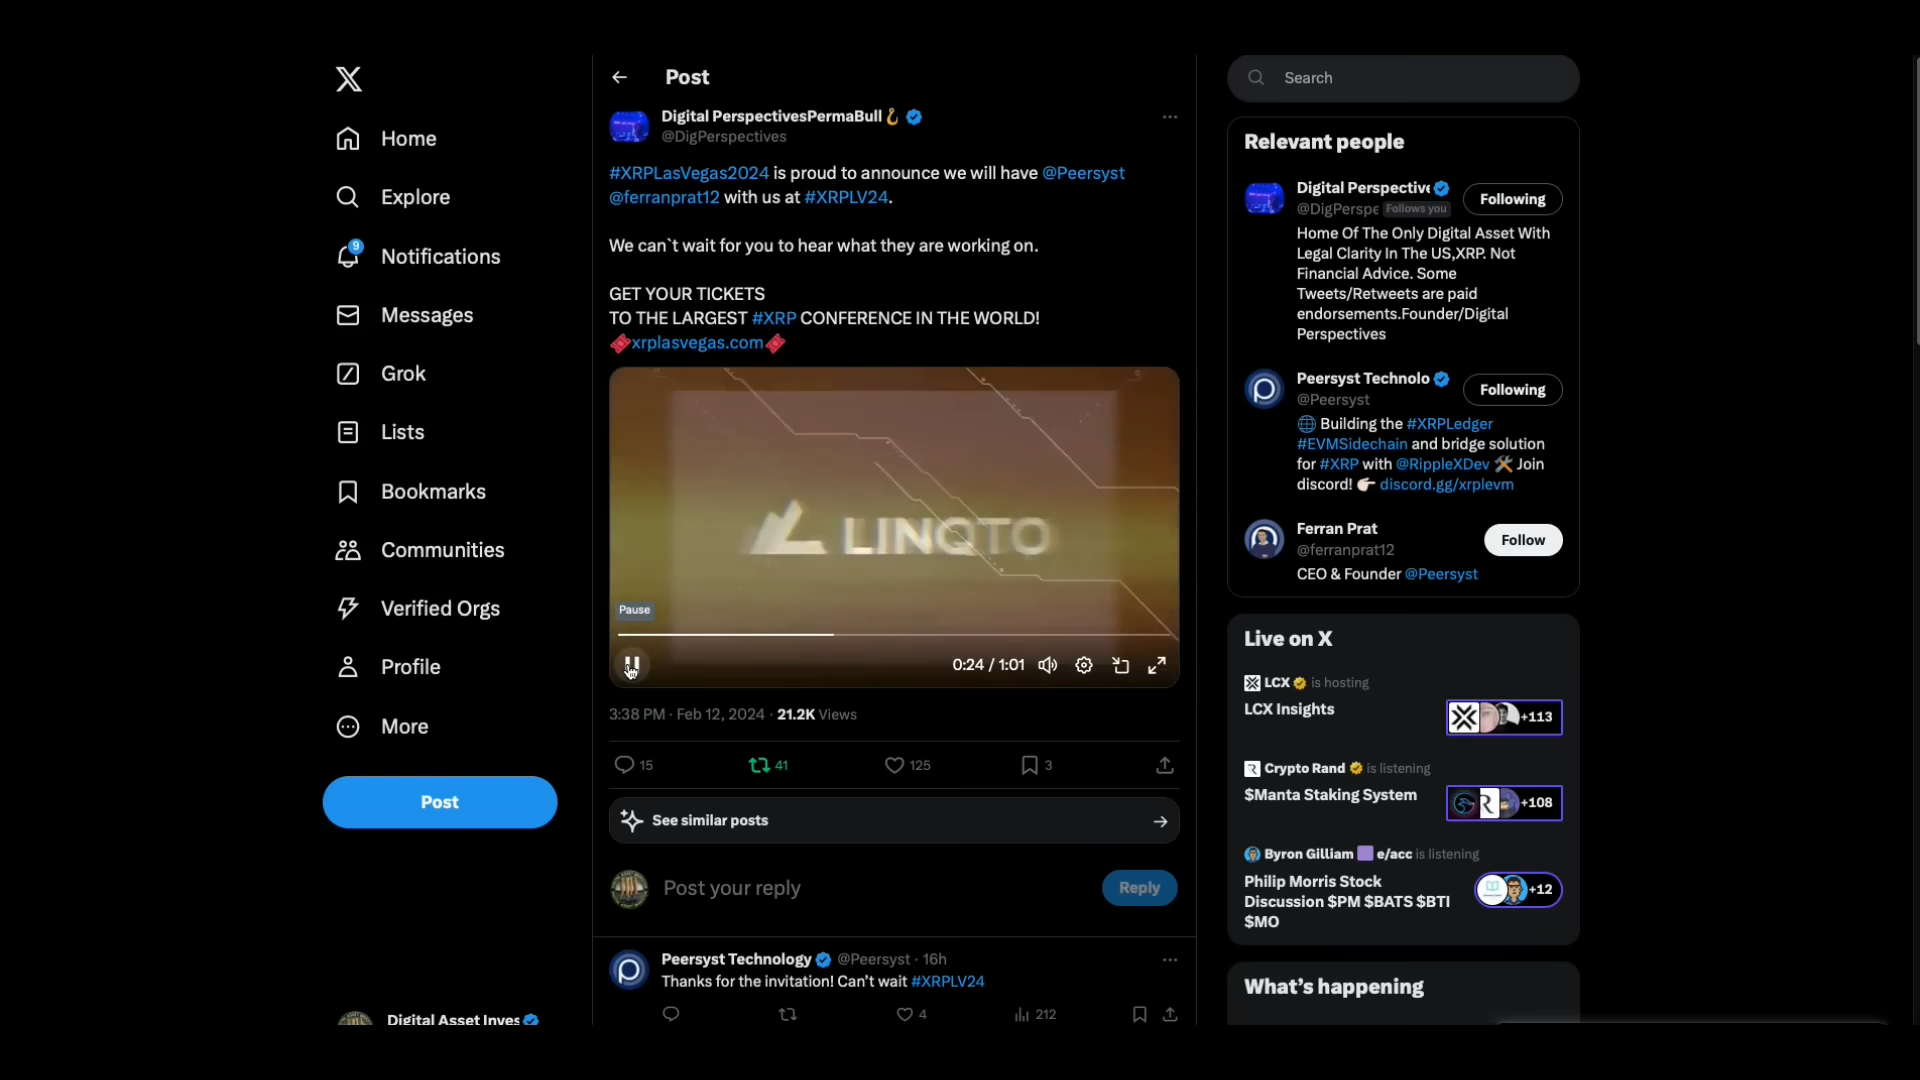 Home
Explore
9
Notifications
Messages
Grok
Lists
Bookmarks
Communities
Verified Orgs
Profile
More
Post
Digital Asset Inves
Post
Digital PerspectivesPermaBull
@DigPerspectives
#XRPLasVegas2024 is proud to announce we will have @Peersyst
@ferranprat12 with us at #XRPLV24.
We can`t wait for you to hear what they are working on.
GET YOUR TICKETS
TO THE LARGEST #XRP CONFERENCE IN THE WORLD!
xrplasvegas.com
LINQTO
Pause
0:24 / 1:01
3:38 PM · Feb 12, 2024 · 21.2K Views
15 41 125 3
See similar posts
Post your reply
Reply
Peersyst Technology @Peersyst · 16h
Thanks for the invitation! Can't wait #XRPLV24
4 212
Search
Relevant people
Digital Perspective
Following
@DigPerspe Follows you
Home Of The Only Digital Asset With
Legal Clarity In The US,XRP. Not
Financial Advice. Some
Tweets/Retweets are paid
endorsements.Founder/Digital
Perspectives
Peersyst Technolo
Following
@Peersyst
Building the #XRPLedger
#EVMSidechain and bridge solution
for #XRP with @RippleXDev Join
discord! discord.gg/xrplevm
Ferran Prat
Follow
@ferranprat12
CEO & Founder @Peersyst
Live on X
LCX is hosting
LCX Insights
+113
Crypto Rand is listening
$Manta Staking System
+108
Byron Gilliam e/acc is listening
Philip Morris Stock
Discussion $PM $BATS $BTI
$MO
+12
What's happening